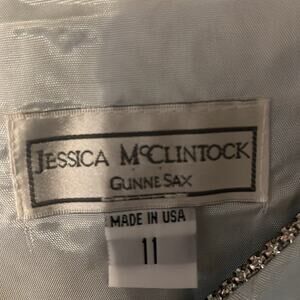 JESSICA McCLINTOCK
GUNNE SAX
MADE IN USA
11